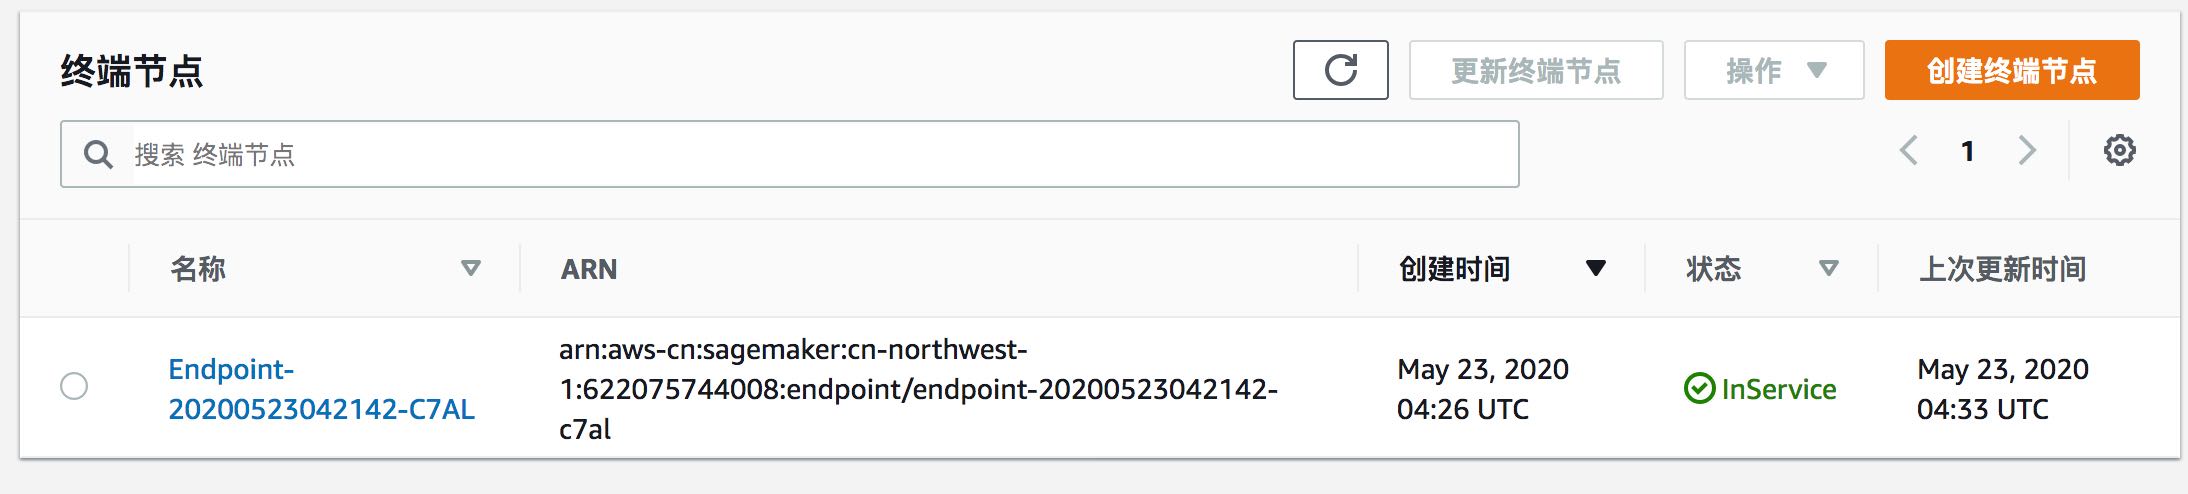 终端节点
更新终端节点
操作
创建终端节点
搜索 终端节点
1
名称
ARN
创建时间
状态
上次更新时间
Endpoint-
20200523042142-C7AL
arn:aws-cn:sagemaker:cn-northwest-
1:622075744008:endpoint/endpoint-20200523042142-
c7al
May 23, 2020
04:26 UTC
InService
May 23, 2020
04:33 UTC